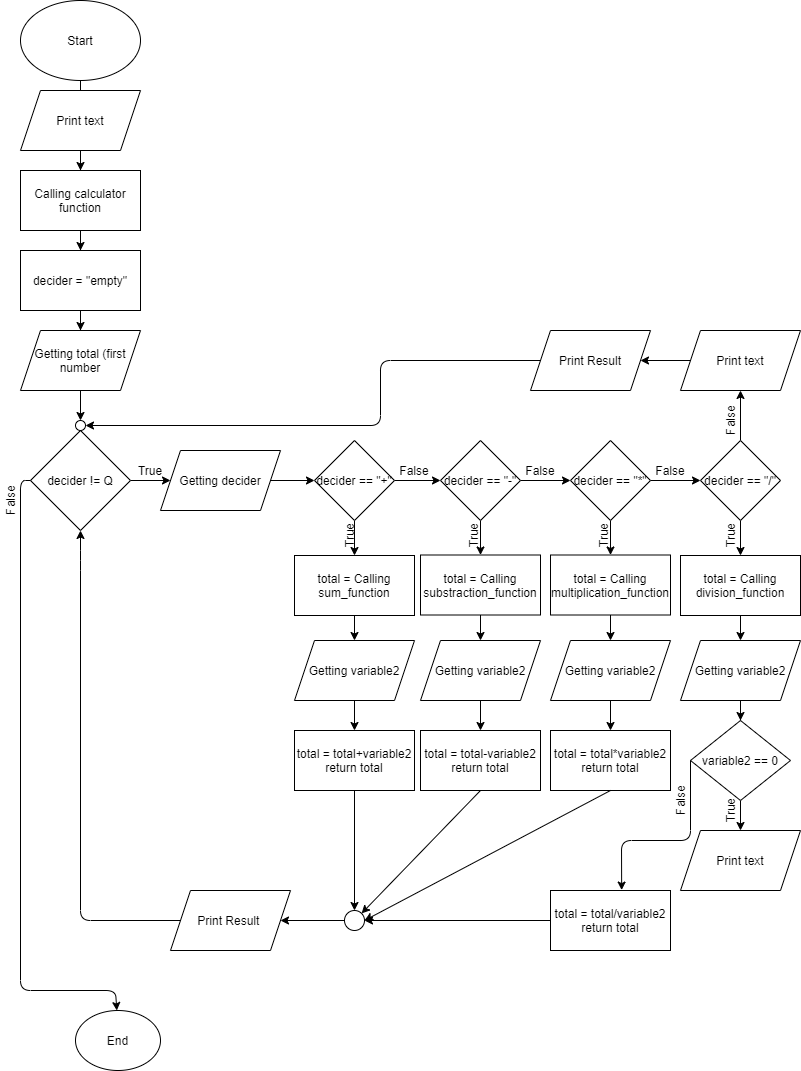 Start
Print text
Calling calculator
function
decider = "empty"
Getting total (first
number
Print Result
Print text
False
decider != Q
True
Getting decider
decider == "+"
False
decider == "-"
False
decider == "*"
False
decider == "/"
False
True
True
True
True
total = Calling
sum_function
total = Calling
substraction_function
total = Calling
multiplication_function
total = Calling
division_function
Getting variable2
Getting variable2
Getting variable2
Getting variable2
total = total+variable2
return total
total = total-variable2
return total
total = total*variable2
return total
variable2 == 0
False
True
Print text
Print Result
total = total/variable2
return total
End